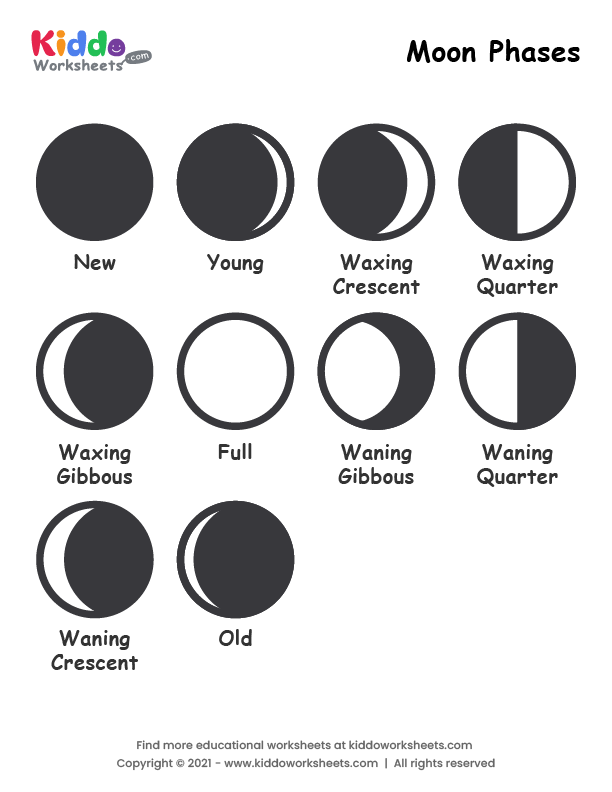 Kiddo
Worksheets
.com
Moon Phases
New
Young
Waxing
Crescent
Waxing
Quarter
Waxing
Gibbous
Full
Waning
Gibbous
Waning
Quarter
Waning
Crescent
Old
Find more educational worksheets at kiddoworksheets.com
Copyright © 2021 - www.kiddoworksheets.com | All rights reserved